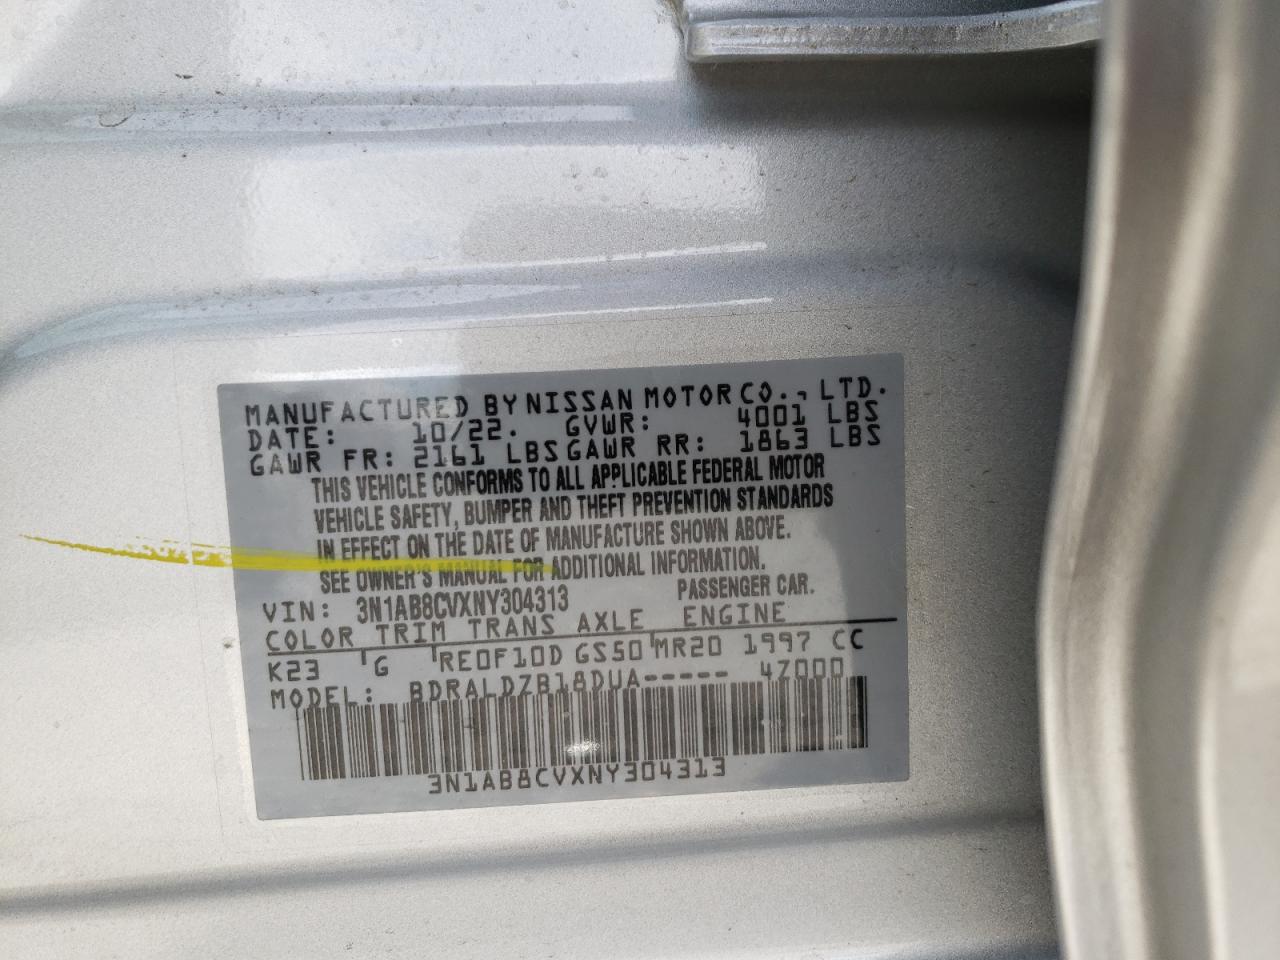 MANUFACTURED BY NISSAN MOTOR CO., LTD.
DATE: 10/22. GVWR: 4001 LBS
GAWR FR: 2161 LBS GAWR RR: 1863 LBS
THIS VEHICLE CONFORMS TO ALL APPLICABLE FEDERAL MOTOR
VEHICLE SAFETY, BUMPER AND THEFT PREVENTION STANDARDS
IN EFFECT ON THE DATE OF MANUFACTURE SHOWN ABOVE.
SEE OWNER'S MANUAL FOR ADDITIONAL INFORMATION.
VIN: 3N1AB8CVXNY304313 PASSENGER CAR.
COLOR TRIM TRANS AXLE ENGINE
K23 G RE0F10D GS50 MR20 1997 CC
MODEL: BDRALDZB18DUA----- 4Z000
3N1AB8CVXNY304313